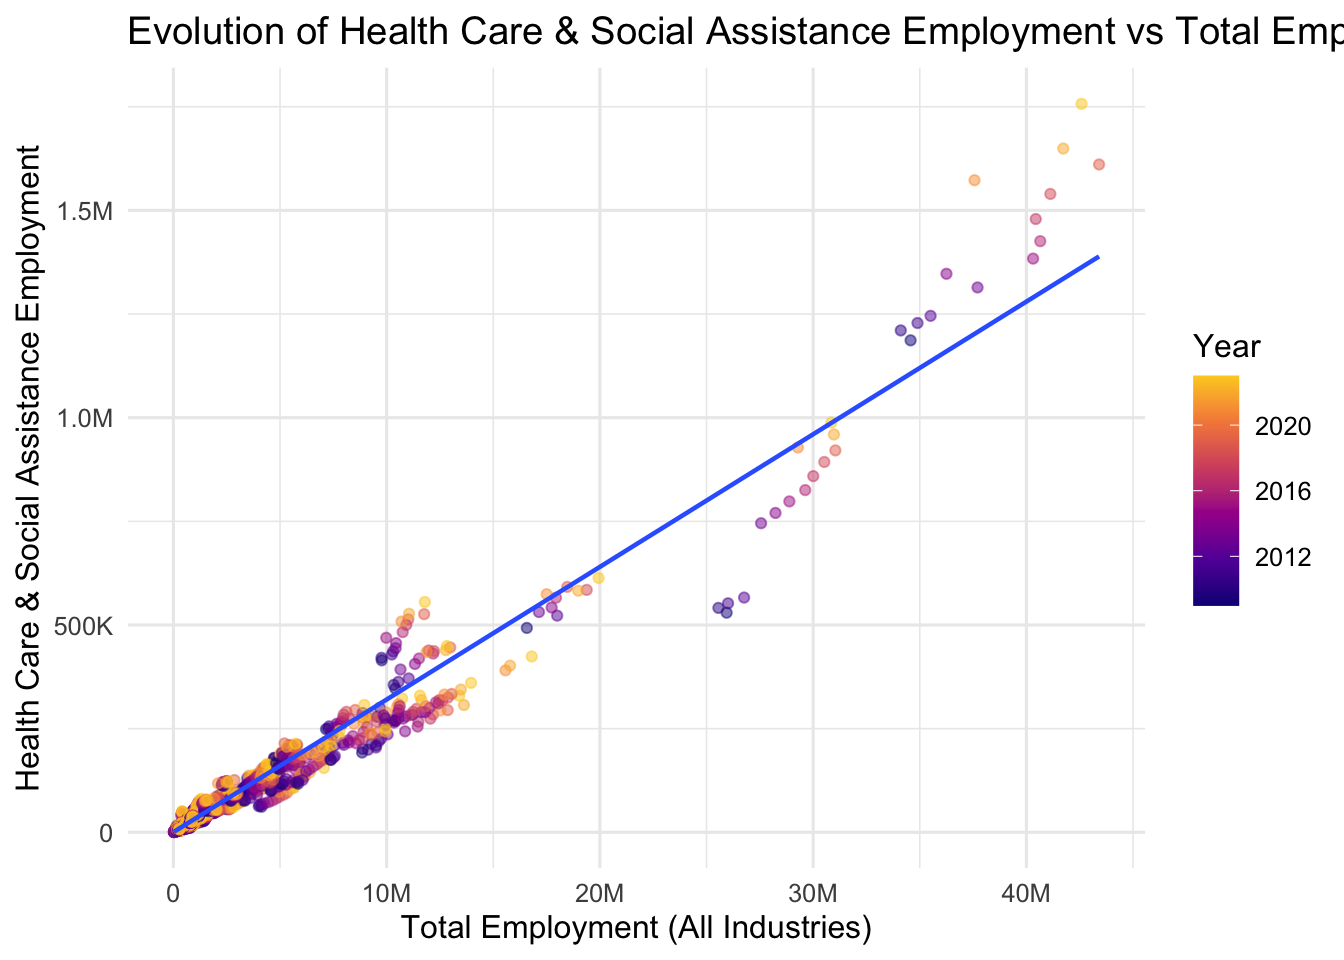 Evolution of Health Care & Social Assistance Employment vs Total Emp
Health Care & Social Assistance Employment
1.5M
1.0M
500K
0
0
10M
20M
30M
40M
Total Employment (All Industries)
Year
2020
2016
2012